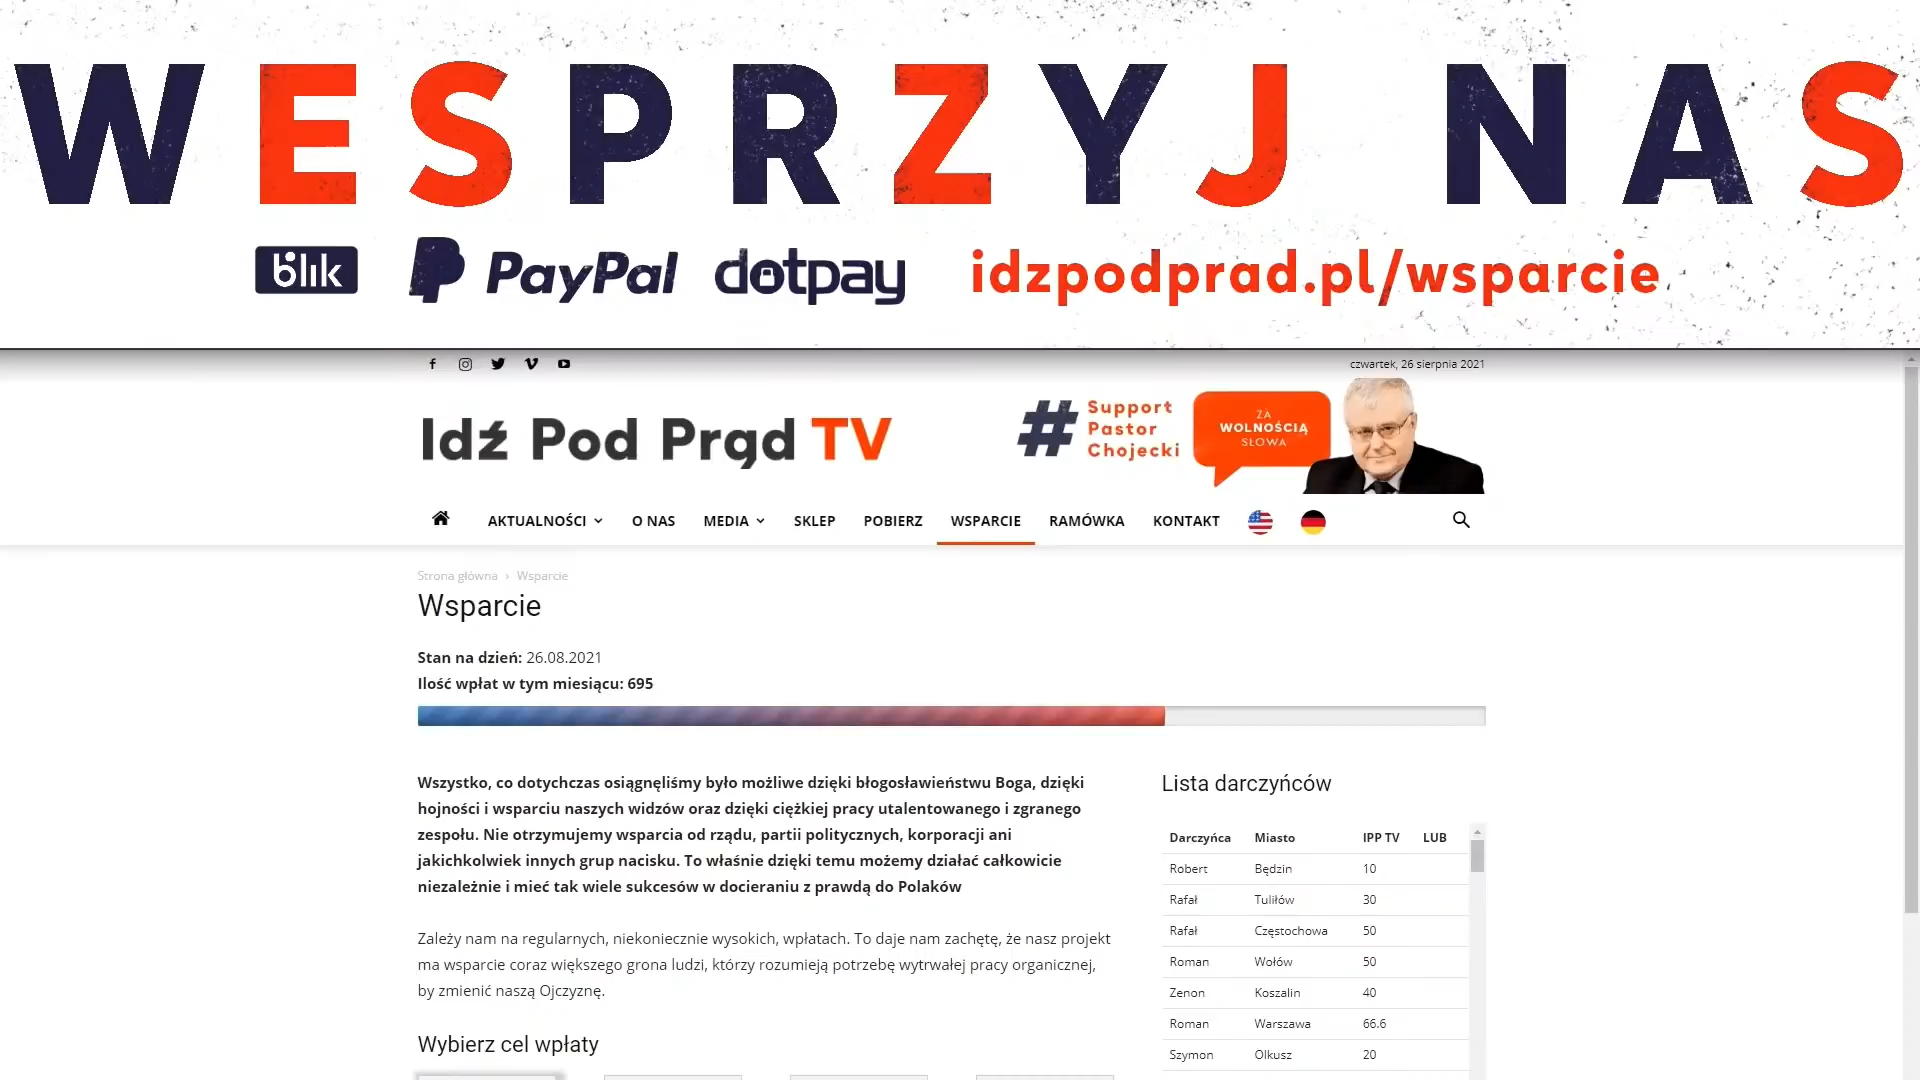 WESPRZYJ NAS
blik PayPal dotpay idzpodprad.pl/wsparcie
czwartek, 26 sierpnia 2021
Idź Pod Prąd TV
# Support
Pastor
Chojecki
ZA
WOLNOŚCIĄ
SŁOWA
AKTUALNOŚCI O NAS MEDIA SKLEP POBIERZ WSPARCIE RAMÓWKA KONTAKT
Strona główna › Wsparcie
Wsparcie
Stan na dzień: 26.08.2021
Ilość wpłat w tym miesiącu: 695
Wszystko, co dotychczas osiągnęliśmy było możliwe dzięki błogosławieństwu Boga, dzięki
hojności i wsparciu naszych widzów oraz dzięki ciężkiej pracy utalentowanego i zgranego
zespołu. Nie otrzymujemy wsparcia od rządu, partii politycznych, korporacji ani
jakichkolwiek innych grup nacisku. To właśnie dzięki temu możemy działać całkowicie
niezależnie i mieć tak wiele sukcesów w docieraniu z prawdą do Polaków
Zależy nam na regularnych, niekoniecznie wysokich, wpłatach. To daje nam zachętę, że nasz projekt
ma wsparcie coraz większego grona ludzi, którzy rozumieją potrzebę wytrwałej pracy organicznej,
by zmienić naszą Ojczyznę.
Wybierz cel wpłaty
Lista darczyńców
Darczyńca Miasto IPP TV LUB
Robert Będzin 10
Rafał Tuliłów 30
Rafał Częstochowa 50
Roman Wołów 50
Zenon Koszalin 40
Roman Warszawa 66.6
Szymon Olkusz 20